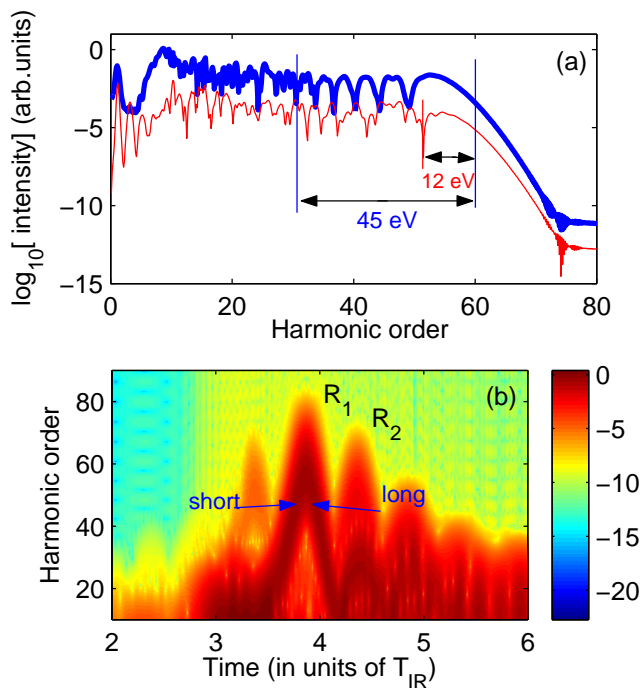 (a)
log10[ intensity] (arb.units)
0
−5
−10
−15
12 eV
45 eV
0 20 40 60 80
Harmonic order
(b)
R1
R2
short
long
Harmonic order
80
60
40
20
2 3 4 5 6
Time (in units of TIR)
0
−5
−10
−15
−20